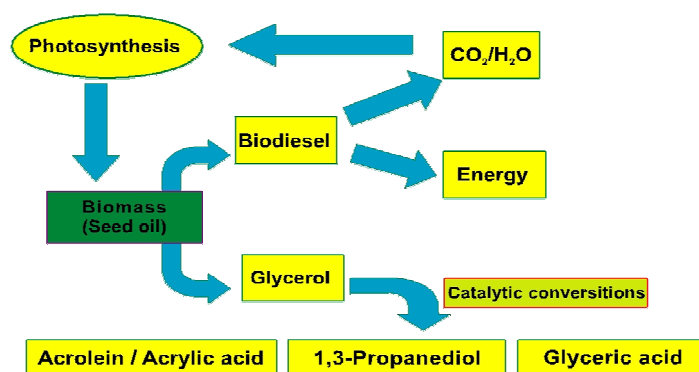 Photosynthesis
CO₂/H₂O
Biodiesel
Energy
Biomass
(Seed oil)
Glycerol
Catalytic conversitions
Acrolein / Acrylic acid
1,3-Propanediol
Glyceric acid